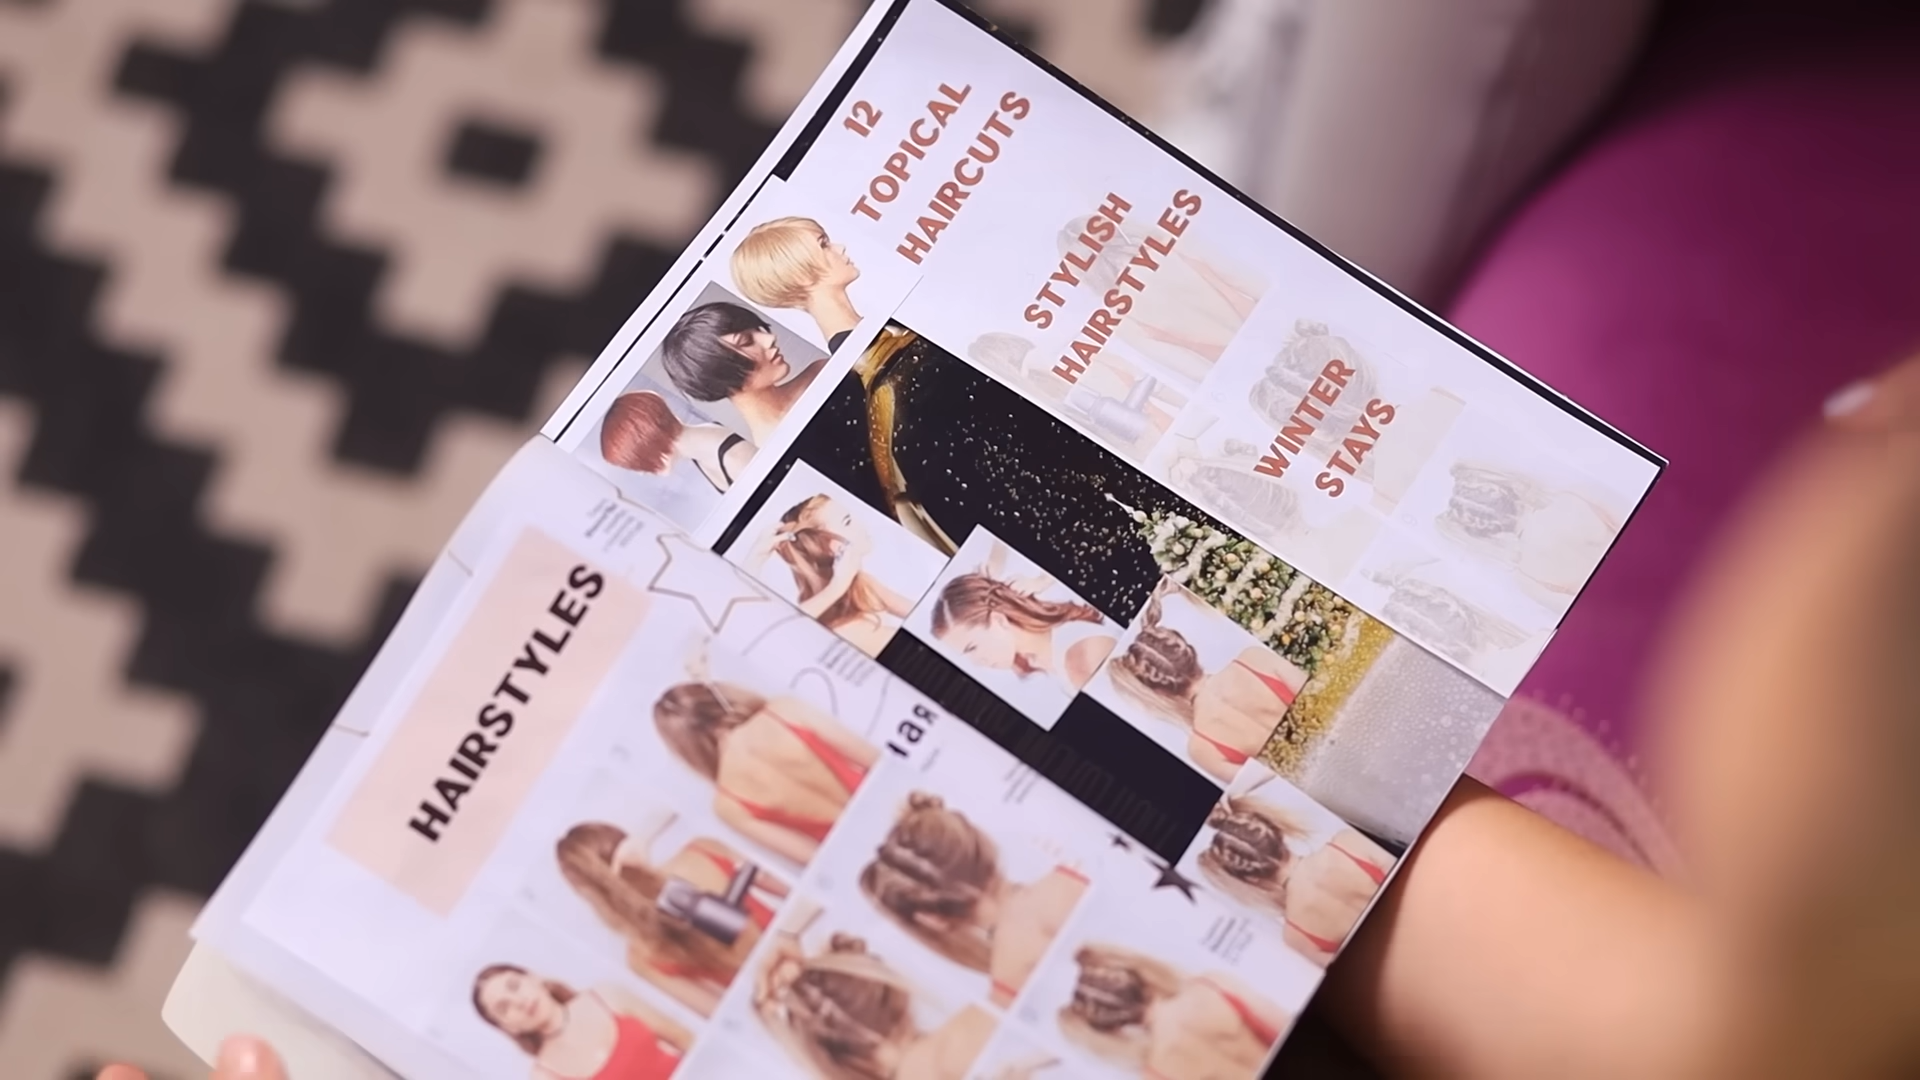 12
TOPICAL
HAIRCUTS
STYLISH
HAIRSTYLES
WINTER
STAYS
HAIRSTYLES